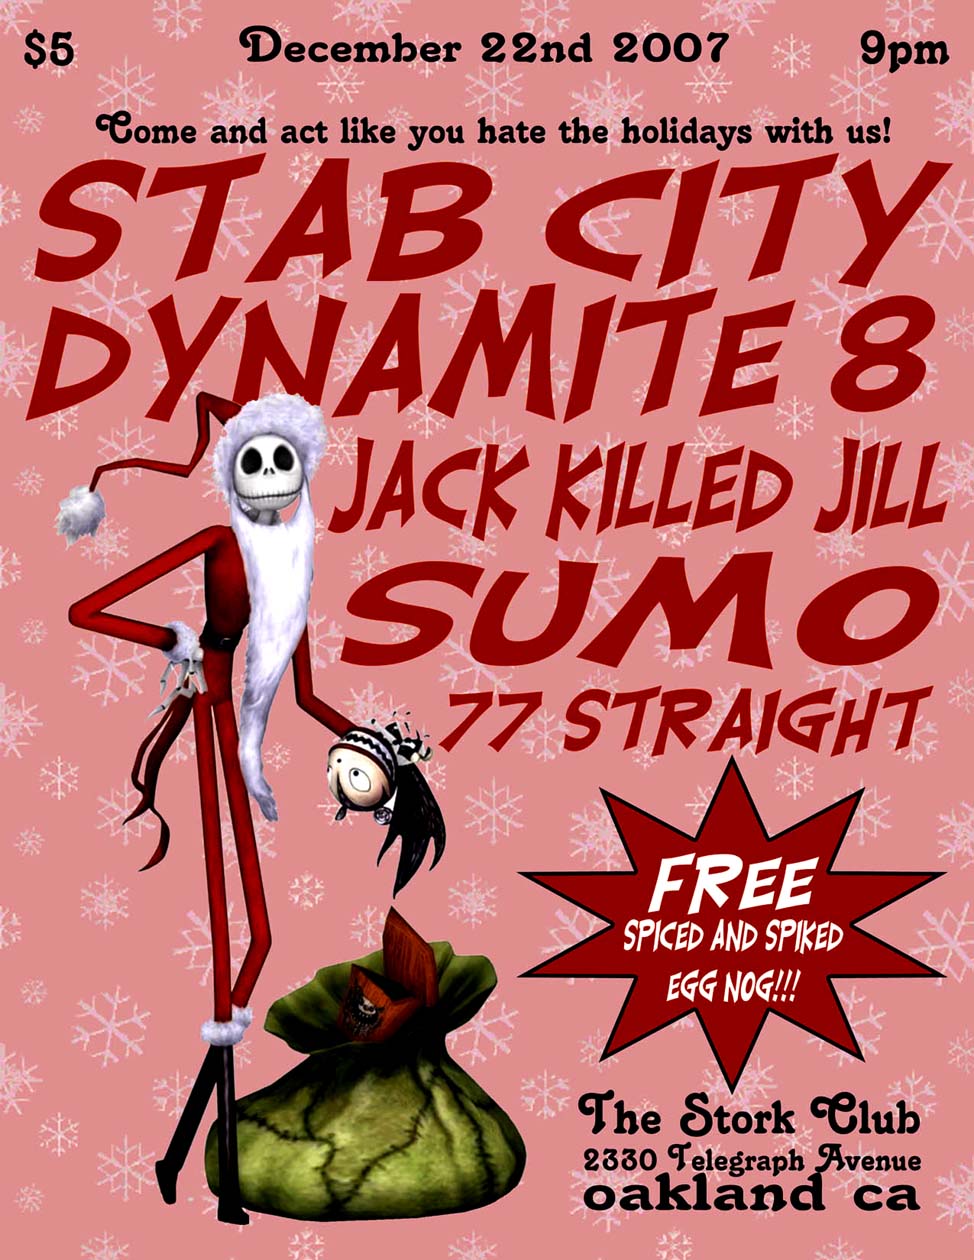 $5 December 22nd 2007 9pm
Come and act like you hate the holidays with us!
STAB CITY
DYNAMITE 8
JACK KILLED JILL
SUMO
77 STRAIGHT
FREE
SPICED AND SPIKED
EGG NOG!!!
The Stork Club
2330 Telegraph Avenue
oakland ca